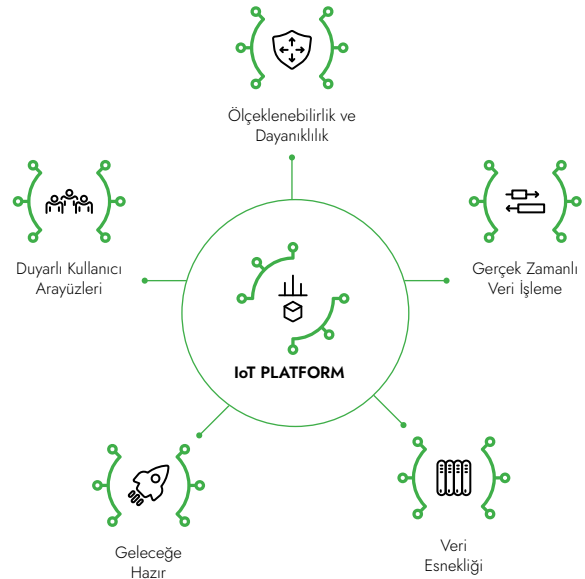 Ölçeklenebilirlik ve
Dayanıklılık
Duyarlı Kullanıcı
Arayüzleri
Gerçek Zamanlı
Veri İşleme
IoT PLATFORM
Geleceğe
Hazır
Veri
Esnekliği